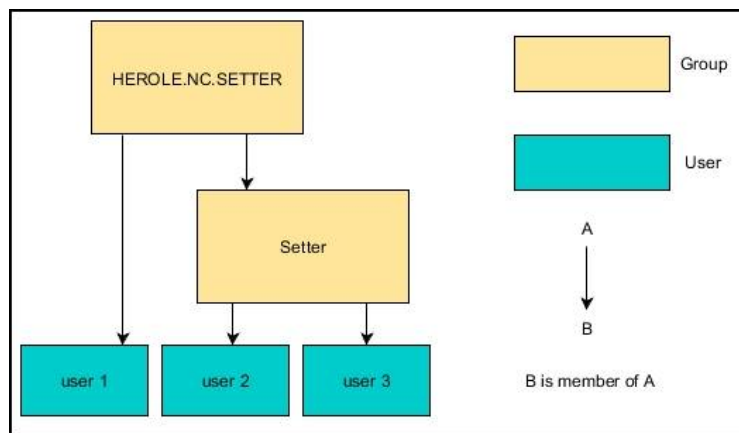 HEROLE.NC.SETTER
Group
User
A
Setter
B
user 1
user 2
user 3
B is member of A